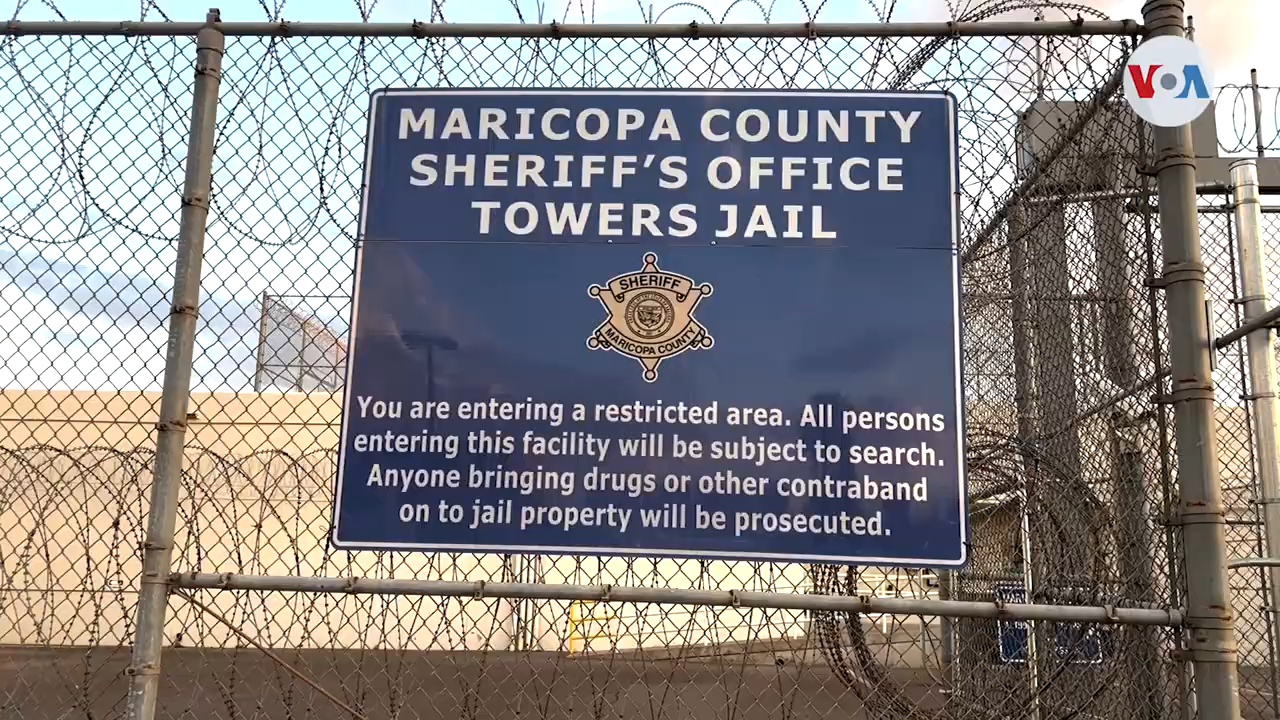 VOA
MARICOPA COUNTY
SHERIFF'S OFFICE
TOWERS JAIL
SHERIFF
MARICOPA COUNTY
You are entering a restricted area. All persons
entering this facility will be subject to search.
Anyone bringing drugs or other contraband
on to jail property will be prosecuted.